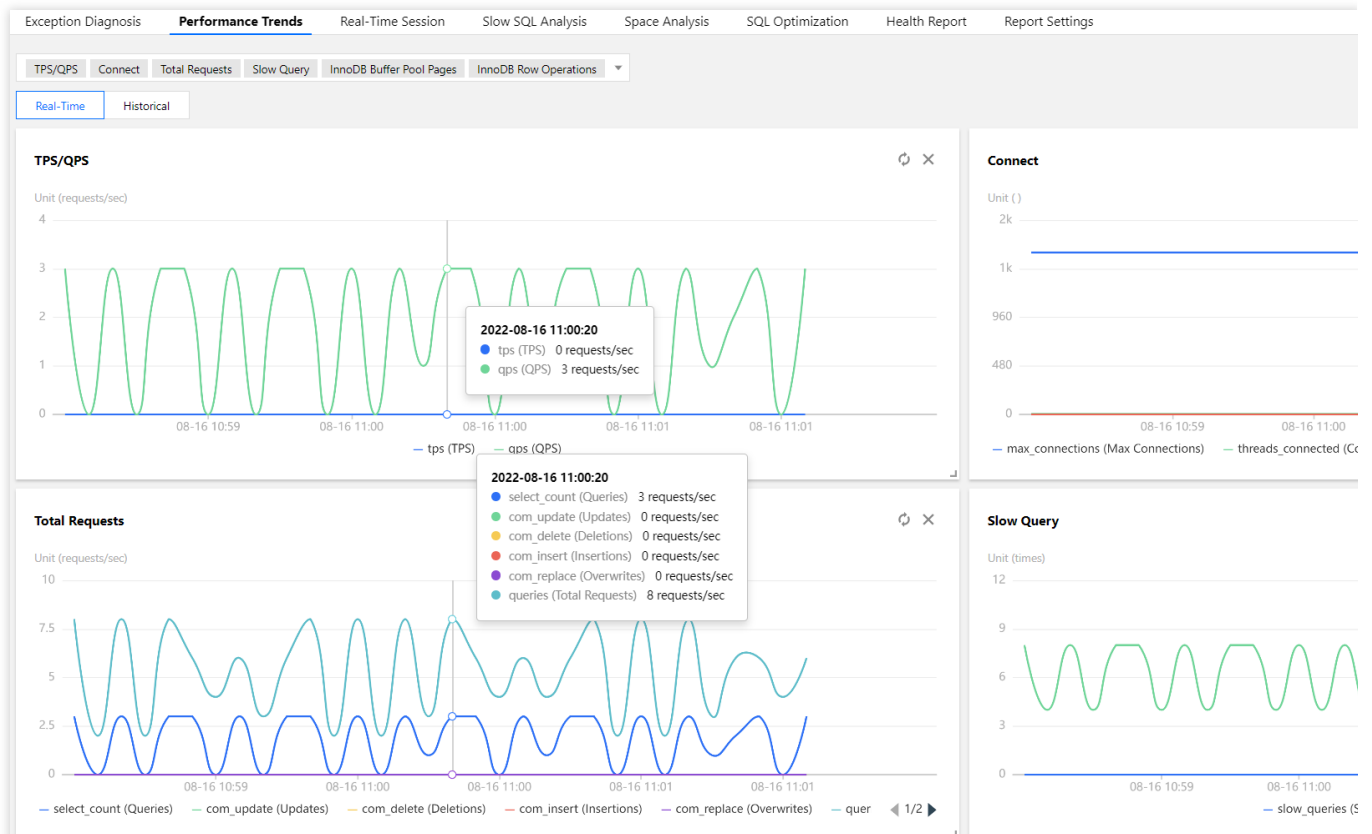 Exception Diagnosis Performance Trends Real-Time Session Slow SQL Analysis Space Analysis SQL Optimization Health Report Report Settings
TPS/QPS Connect Total Requests Slow Query InnoDB Buffer Pool Pages InnoDB Row Operations
Real-Time Historical
TPS/QPS
Unit (requests/sec)
4
3
2
1
0
08-16 10:59 08-16 11:00 08-16 11:00 08-16 11:01 08-16 11:01
2022-08-16 11:00:20
tps (TPS) 0 requests/sec
qps (QPS) 3 requests/sec
tps (TPS) qps (QPS)
Connect
Unit ( )
2k
1k
960
480
0
08-16 10:59 08-16 11:00
max_connections (Max Connections) threads_connected (Co
Total Requests
Unit (requests/sec)
10
7.5
5
2.5
0
2022-08-16 11:00:20
select_count (Queries) 3 requests/sec
com_update (Updates) 0 requests/sec
com_delete (Deletions) 0 requests/sec
com_insert (Insertions) 0 requests/sec
com_replace (Overwrites) 0 requests/sec
queries (Total Requests) 8 requests/sec
08-16 10:59 08-16 11:00 08-16 11:00 08-16 11:01 08-16 11:01
select_count (Queries) com_update (Updates) com_delete (Deletions) com_insert (Insertions) com_replace (Overwrites) quer 1/2
Slow Query
Unit (times)
12
9
6
3
0
08-16 10:59 08-16 11:00
slow_queries (S